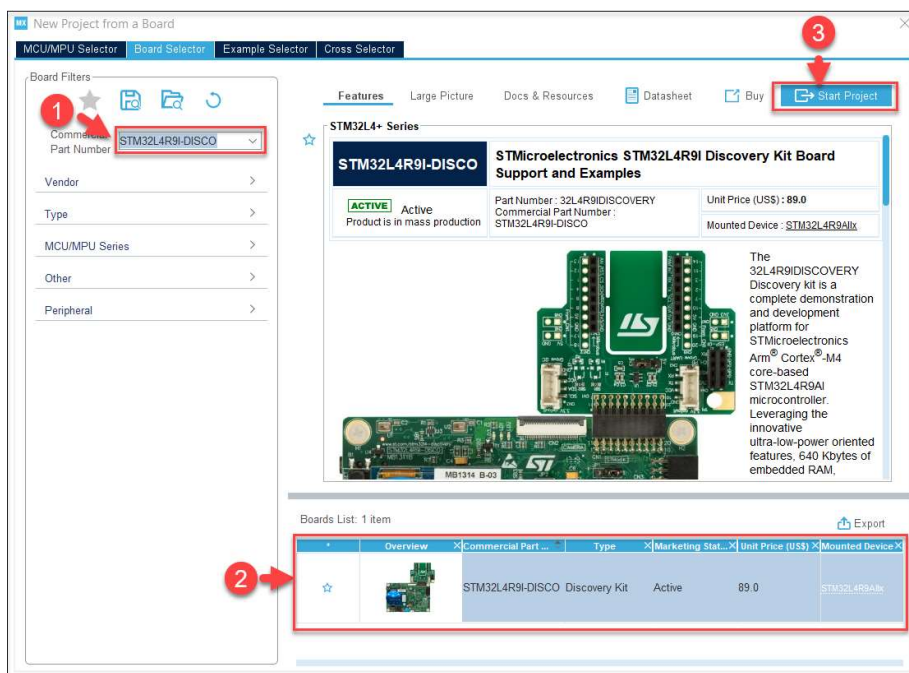 MX New Project from a Board
3
MCU/MPU Selector Board Selector Example Selector Cross Selector
Board Filters
1
Commercial
Part Number
STM32L4R9I-DISCO
Vendor
Type
MCU/MPU Series
Other
Peripheral
Features Large Picture Docs & Resources Datasheet Buy Start Project
STM32L4+ Series
STM32L4R9I-DISCO
STMicroelectronics STM32L4R9I Discovery Kit Board
Support and Examples
ACTIVE Active
Product is in mass production
Part Number : 32L4R9IDISCOVERY
Commercial Part Number :
STM32L4R9I-DISCO
Unit Price (US$) : 89.0
Mounted Device : STM32L4R9AIIx
The
32L4R9IDISCOVERY
Discovery kit is a
complete demonstration
and development
platform for
STMicroelectronics
Arm® Cortex®-M4
core-based
STM32L4R9AI
microcontroller.
Leveraging the
innovative
ultra-low-power oriented
features, 640 Kbytes of
embedded RAM,
MB1314 B-03
Boards List: 1 item
Export
* Overview Commercial Part ... Type Marketing Stat... Unit Price (US$) Mounted Device
2
STM32L4R9I-DISCO Discovery Kit Active 89.0 STM32L4R9AIIx